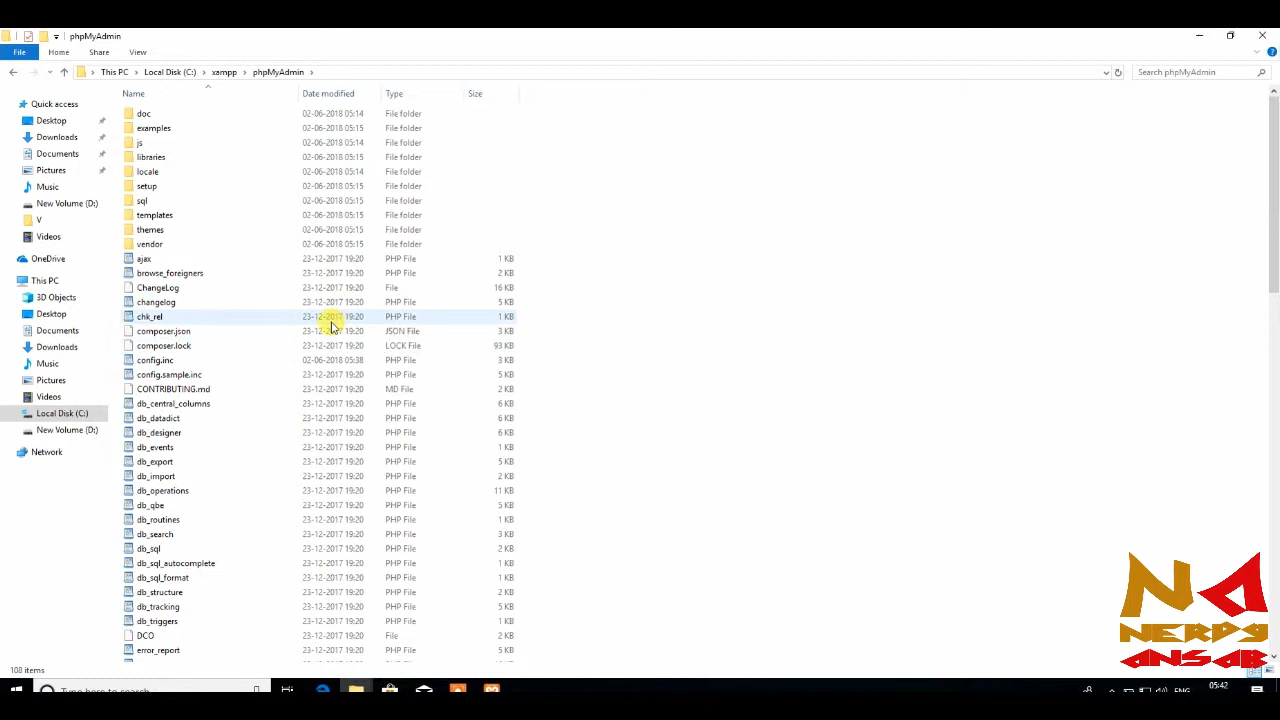 phpMyAdmin
File Home Share View
This PC Local Disk (C:) xampp phpMyAdmin
Search phpMyAdmin
Name Date modified Type Size
Quick access
Desktop
Downloads
Documents
Pictures
Music
New Volume (D:)
V
Videos
OneDrive
This PC
3D Objects
Desktop
Documents
Downloads
Music
Pictures
Videos
Local Disk (C:)
New Volume (D:)
Network
doc 02-06-2018 05:14 File folder
examples 02-06-2018 05:15 File folder
js 02-06-2018 05:14 File folder
libraries 02-06-2018 05:15 File folder
locale 02-06-2018 05:14 File folder
setup 02-06-2018 05:15 File folder
sql 02-06-2018 05:15 File folder
templates 02-06-2018 05:15 File folder
themes 02-06-2018 05:15 File folder
vendor 02-06-2018 05:15 File folder
ajax 23-12-2017 19:20 PHP File 1 KB
browse_foreigners 23-12-2017 19:20 PHP File 2 KB
ChangeLog 23-12-2017 19:20 File 16 KB
changelog 23-12-2017 19:20 PHP File 5 KB
chk_rel 23-12-2017 19:20 PHP File 1 KB
composer.json 23-12-2017 19:20 JSON File 3 KB
composer.lock 23-12-2017 19:20 LOCK File 93 KB
config.inc 02-06-2018 05:38 PHP File 3 KB
config.sample.inc 23-12-2017 19:20 PHP File 5 KB
CONTRIBUTING.md 23-12-2017 19:20 MD File 2 KB
db_central_columns 23-12-2017 19:20 PHP File 6 KB
db_datadict 23-12-2017 19:20 PHP File 6 KB
db_designer 23-12-2017 19:20 PHP File 6 KB
db_events 23-12-2017 19:20 PHP File 1 KB
db_export 23-12-2017 19:20 PHP File 5 KB
db_import 23-12-2017 19:20 PHP File 2 KB
db_operations 23-12-2017 19:20 PHP File 11 KB
db_qbe 23-12-2017 19:20 PHP File 5 KB
db_routines 23-12-2017 19:20 PHP File 2 KB
db_search 23-12-2017 19:20 PHP File 3 KB
db_sql 23-12-2017 19:20 PHP File 2 KB
db_sql_autocomplete 23-12-2017 19:20 PHP File 1 KB
db_sql_format 23-12-2017 19:20 PHP File 1 KB
db_structure 23-12-2017 19:20 PHP File 2 KB
db_tracking 23-12-2017 19:20 PHP File 5 KB
db_triggers 23-12-2017 19:20 PHP File 1 KB
DCO 23-12-2017 19:20 File 2 KB
error_report 23-12-2017 19:20 PHP File 6 KB
108 items
NA
NERDS
ANSAB
Type here to search
ENG
05:42